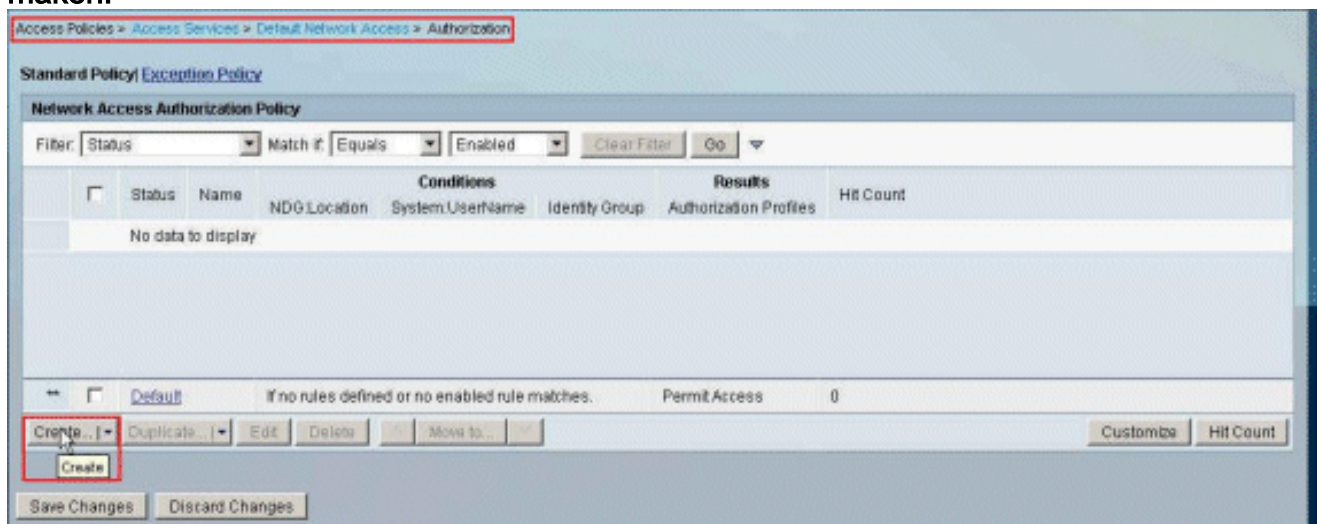 maken.
Access Policies > Access Services > Default Network Access > Authorization
Standard Policy| Exception Policy
Network Access Authorization Policy
Filter: Status Match if: Equals Enabled Clear Filter Go
Conditions Results
Status Name NDG:Location System:UserName Identity Group Authorization Profiles Hit Count
No data to display
Default If no rules defined or no enabled rule matches. Permit Access 0
Create... Duplicate... Edit Delete Move to... Customize Hit Count
Create
Save Changes Discard Changes